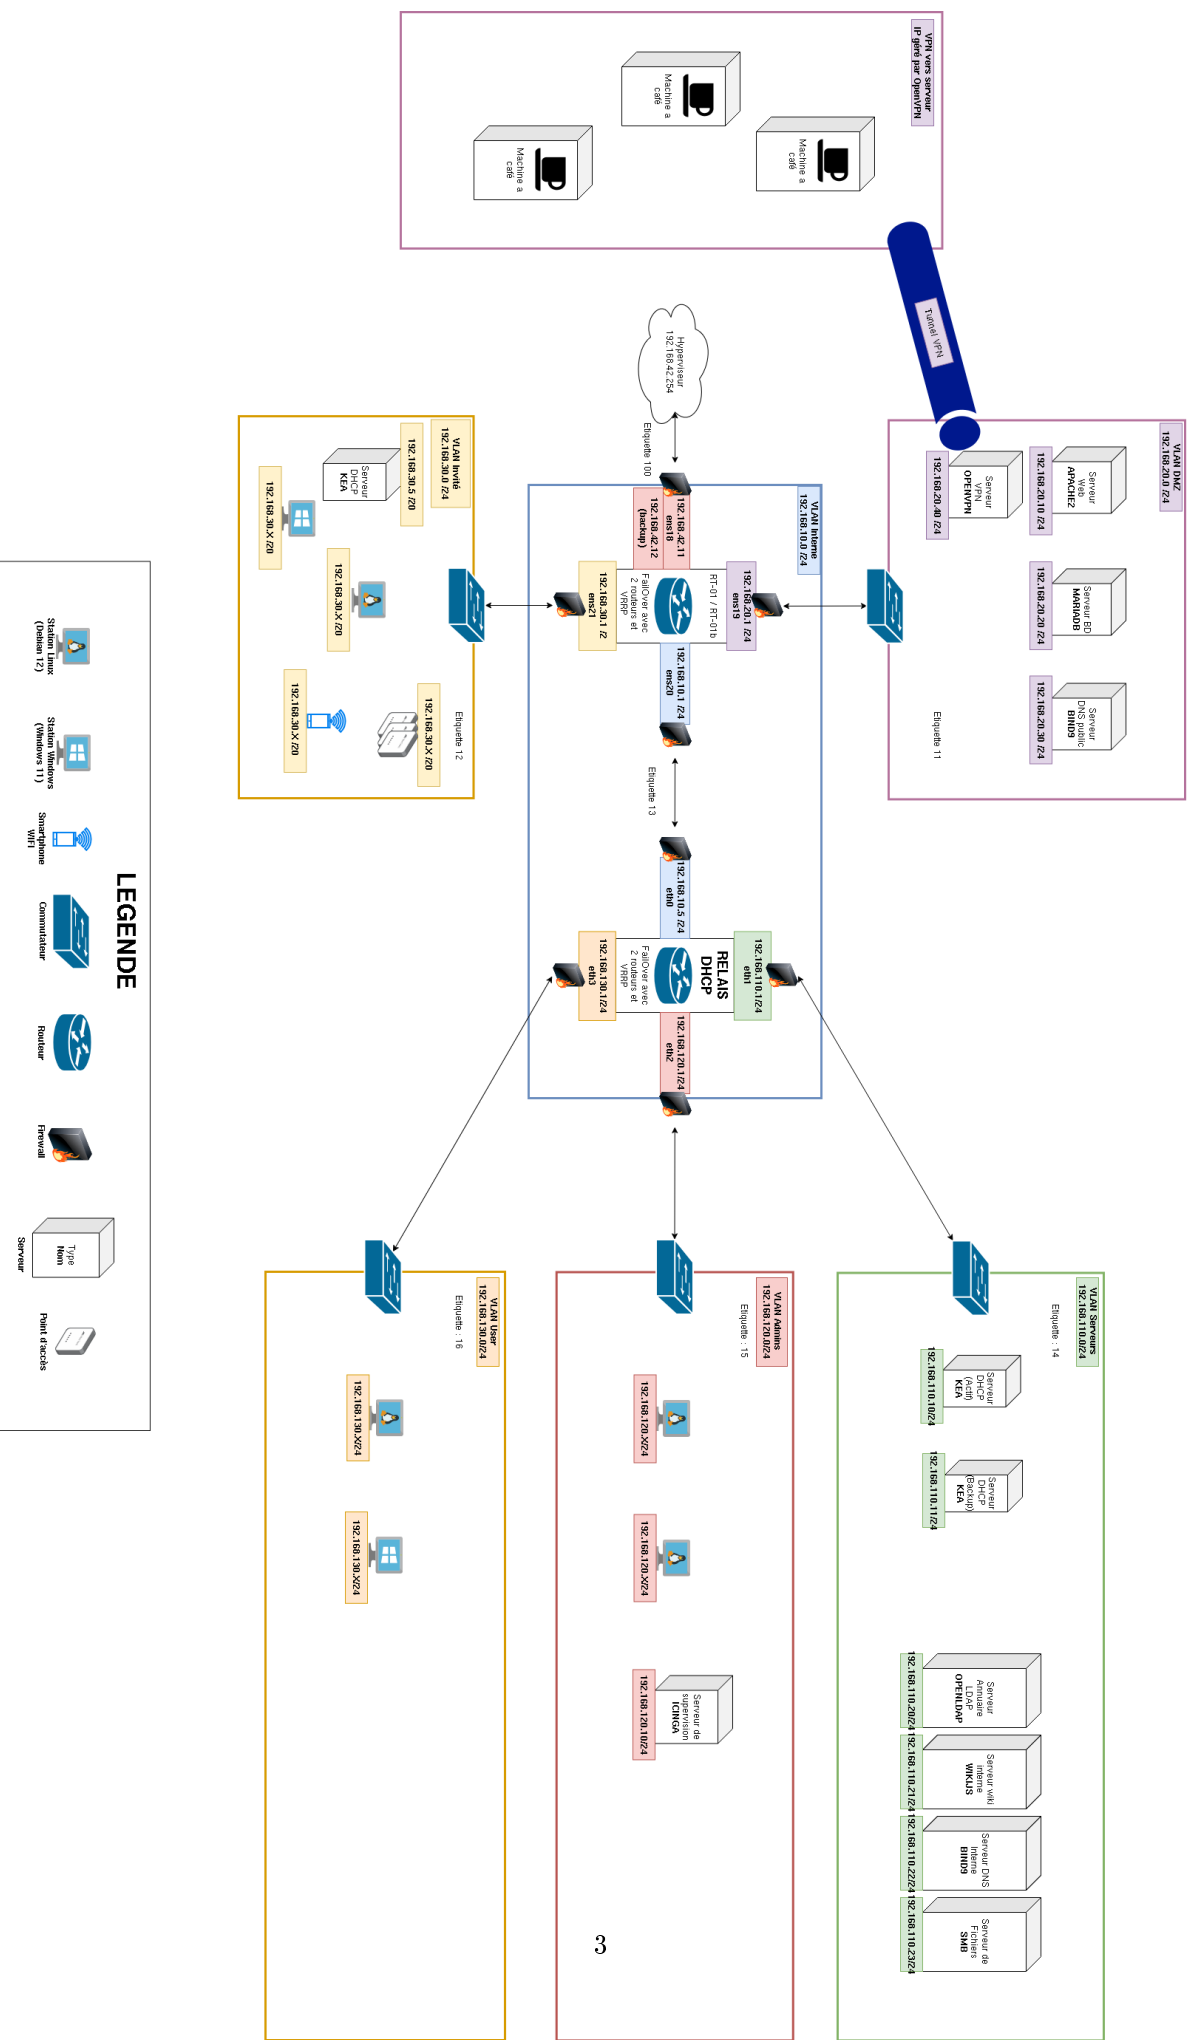 VPN vers serveur
IP géré par OpenVPN
Machine a
café
Machine a
café
Machine a
café
Tunnel VPN
Hyperviseur
192.168.42.254
Etiquette 100
VLAN DMZ
192.168.20.0 /24
Serveur
Web
APACHE2
192.168.20.10 /24
Serveur BD
MARIADB
192.168.20.20 /24
Serveur
DNS public
BIND9
192.168.20.30 /24
Serveur
VPN
OPENVPN
192.168.20.40 /24
Etiquette 11
VLAN Interne
192.168.10.0 /24
192.168.42.11
ens18
192.168.42.12
(backup)
192.168.20.1 /24
ens19
RT-01 / RT-01b
FailOver avec
2 routeurs et
VRRP
192.168.30.1 /2
ens21
192.168.10.1 /24
ens20
Etiquette 13
192.168.10.5 /24
eth0
192.168.110.1/24
eth1
RELAIS
DHCP
FailOver avec
2 routeurs et
VRRP
192.168.130.1/24
eth3
192.168.120.1/24
eth2
VLAN Invité
192.168.30.0 /24
192.168.30.5 /20
Serveur
DHCP
KEA
192.168.30.X /20
192.168.30.X /20
192.168.30.X /20
192.168.30.X /20
Etiquette 12
VLAN Serveurs
192.168.110.0/24
Etiquette : 14
Serveur
DHCP
(Actif)
KEA
192.168.110.10/24
Serveur
DHCP
(Backup)
KEA
192.168.110.11/24
Serveur
Annuaire
LDAP
OPENLDAP
192.168.110.20/24
Serveur wiki
interne
WIKIJS
192.168.110.21/24
Serveur DNS
Interne
BIND9
192.168.110.22/24
Serveur de
Fichiers
SMB
192.168.110.23/24
VLAN Admins
192.168.120.0/24
Etiquette : 15
192.168.120.X/24
192.168.120.X/24
Serveur de
supervision
ICINGA
192.168.120.10/24
VLAN User
192.168.130.0/24
Etiquette : 16
192.168.130.X/24
192.168.130.X/24
LEGENDE
Station Linux
(Debian 12)
Station Windows
(Windows 11)
Smartphone
WIFI
Commutateur
Routeur
Firewall
Type
Nom
Serveur
Point d'accès
3